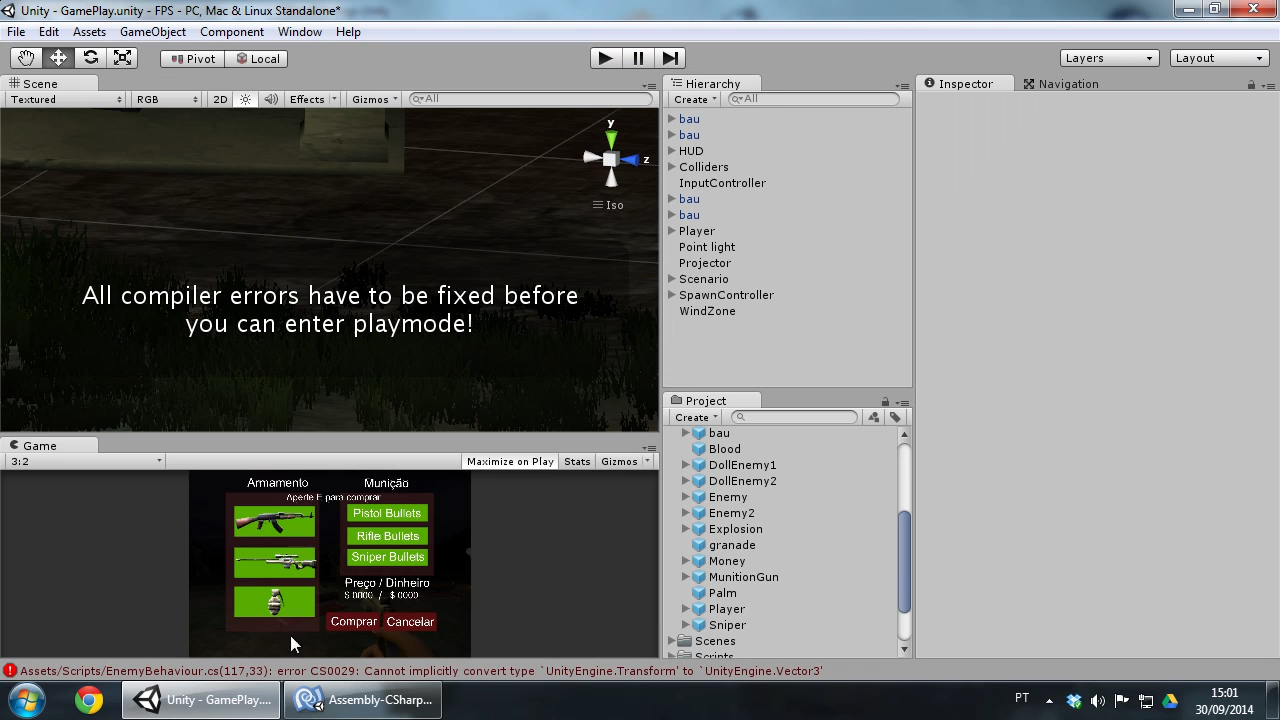 Unity - GamePlay.unity - FPS - PC, Mac & Linux Standalone*
File Edit Assets GameObject Component Window Help
Pivot Local Layers Layout
Scene
Textured RGB 2D Effects Gizmos All
y
z
Iso
All compiler errors have to be fixed before
you can enter playmode!
Hierarchy
Create All
bau
bau
HUD
Colliders
InputController
bau
bau
Player
Point light
Projector
Scenario
SpawnController
WindZone
Inspector Navigation
Project
Create
bau
Blood
DollEnemy1
DollEnemy2
Enemy
Enemy2
Explosion
granade
Money
MunitionGun
Palm
Player
Sniper
Scenes
Scripts
Game
3:2 Maximize on Play Stats Gizmos
Armamento Munição
Aperte E para comprar
Pistol Bullets
Rifle Bullets
Sniper Bullets
Preço / Dinheiro
$ 0000 / $ 0000
Comprar Cancelar
Assets/Scripts/EnemyBehaviour.cs(117,33): error CS0029: Cannot implicitly convert type `UnityEngine.Transform' to `UnityEngine.Vector3'
Unity - GamePlay.... Assembly-CSharp... PT 15:01
30/09/2014